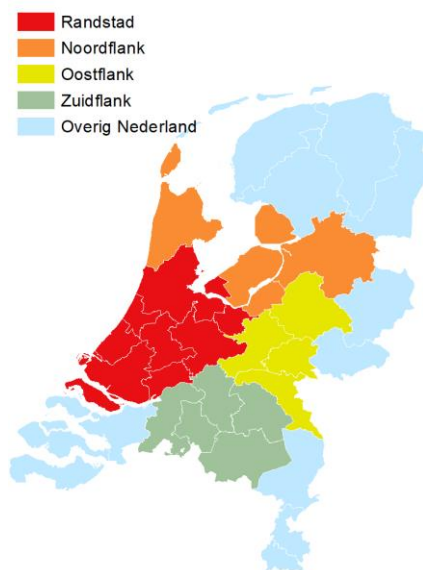 Randstad
Noordflank
Oostflank
Zuidflank
Overig Nederland